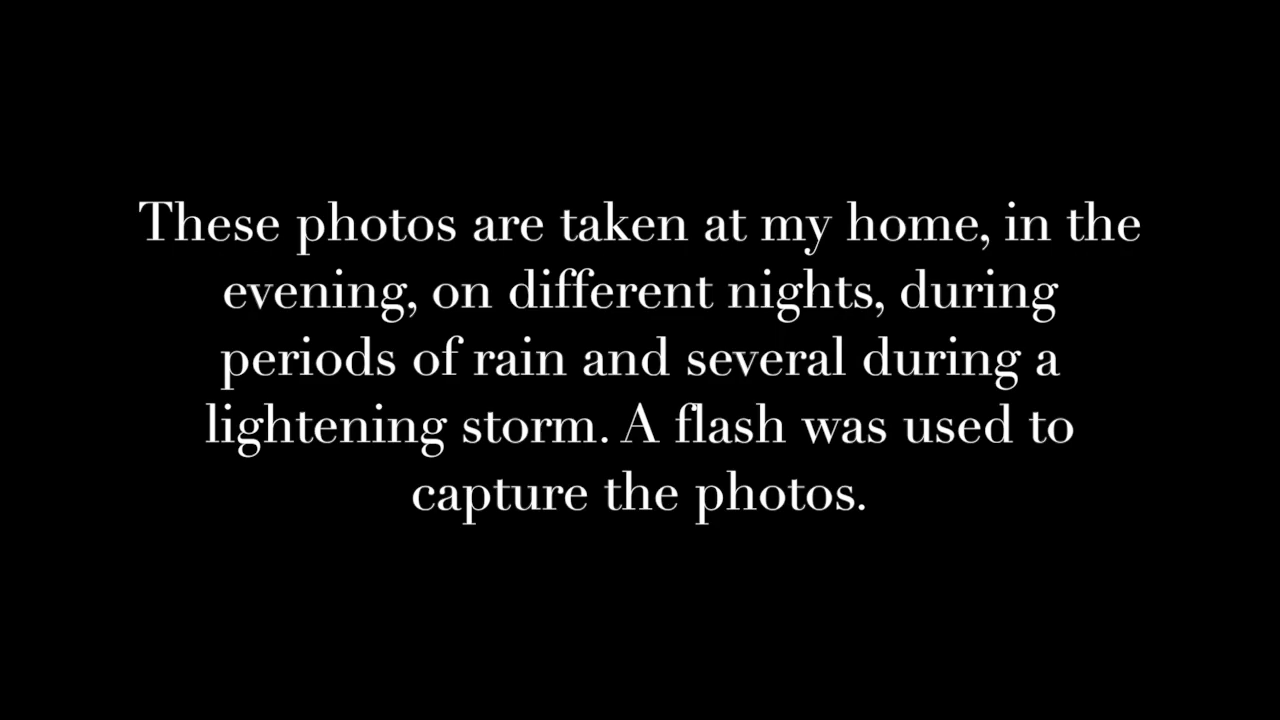 These photos are taken at my home, in the
evening, on different nights, during
periods of rain and several during a
lightening storm. A flash was used to
capture the photos.